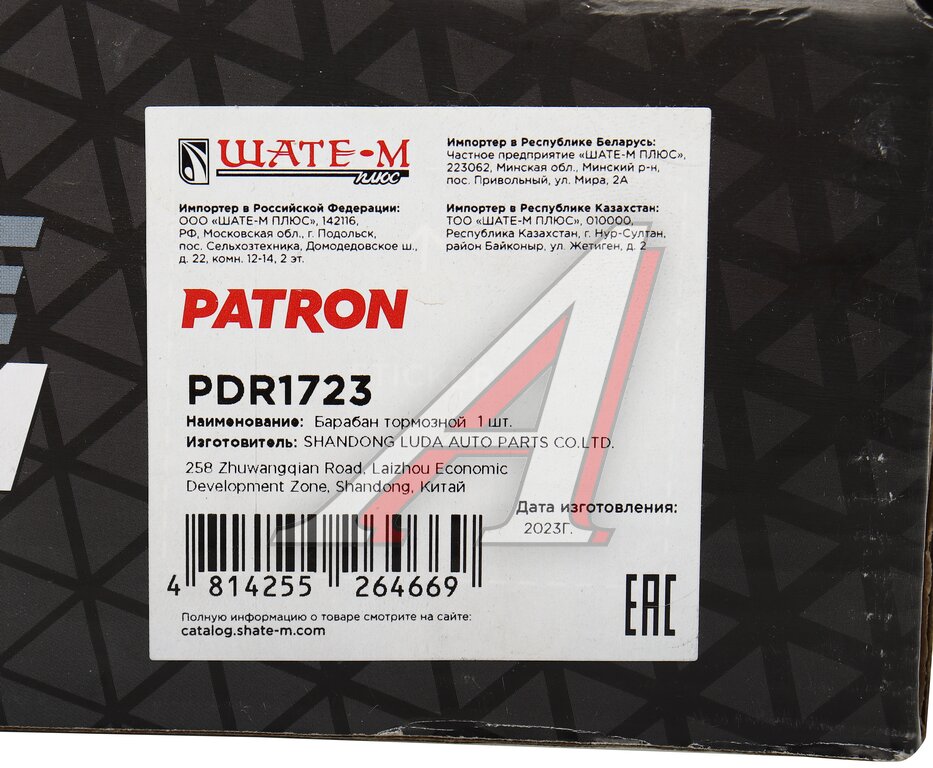 ШАТЕ-М
плюс
Импортер в Республике Беларусь:
Частное предприятие «ШАТЕ-М ПЛЮС»,
223062, Минская обл., Минский р-н,
пос. Привольный, ул. Мира, 2А
Импортер в Российской Федерации:
ООО «ШАТЕ-М ПЛЮС», 142116,
РФ, Московская обл., г. Подольск,
пос. Сельхозтехника, Домодедовское ш.,
д. 22, комн. 12-14, 2 эт.
Импортер в Республике Казахстан:
ТОО «ШАТЕ-М ПЛЮС», 010000,
Республика Казахстан, г. Нур-Султан,
район Байконыр, ул. Жетиген, д. 2
PATRON
PDR1723
Наименование: Барабан тормозной 1 шт.
Изготовитель: SHANDONG LUDA AUTO PARTS CO.LTD.
258 Zhuwangqian Road, Laizhou Economic
Development Zone, Shandong, Китай
Дата изготовления:
2023Г.
4 814255 264669
EAC
Полную информацию о товаре смотрите на сайте:
catalog.shate-m.com